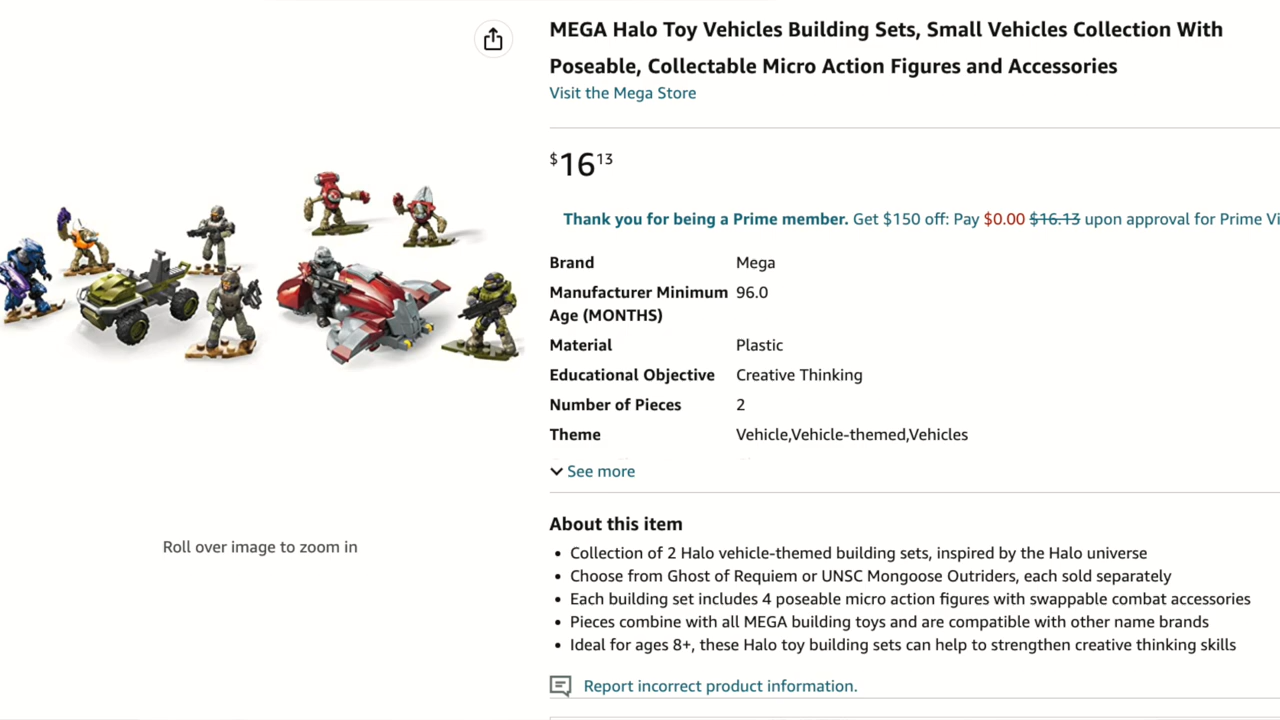 MEGA Halo Toy Vehicles Building Sets, Small Vehicles Collection With
Poseable, Collectable Micro Action Figures and Accessories
Visit the Mega Store
$16 13
Thank you for being a Prime member. Get $150 off: Pay $0.00 $16.13 upon approval for Prime Vi
Brand Mega
Manufacturer Minimum 96.0
Age (MONTHS)
Material Plastic
Educational Objective Creative Thinking
Number of Pieces 2
Theme Vehicle,Vehicle-themed,Vehicles
See more
Roll over image to zoom in
About this item
• Collection of 2 Halo vehicle-themed building sets, inspired by the Halo universe
• Choose from Ghost of Requiem or UNSC Mongoose Outriders, each sold separately
• Each building set includes 4 poseable micro action figures with swappable combat accessories
• Pieces combine with all MEGA building toys and are compatible with other name brands
• Ideal for ages 8+, these Halo toy building sets can help to strengthen creative thinking skills
Report incorrect product information.